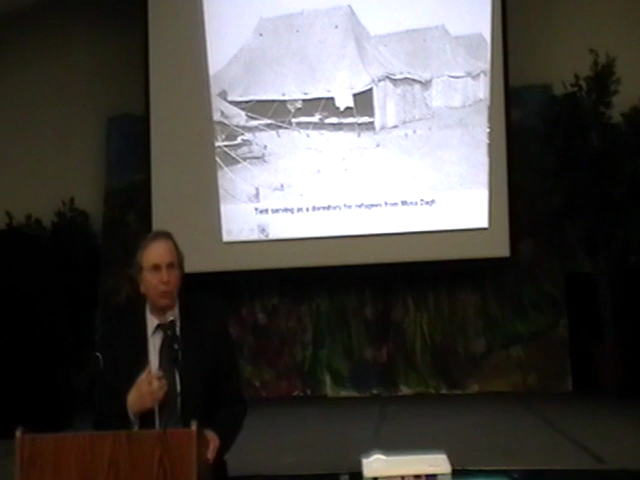 Tent serving as a dormitory for refugees from Musa Dagh